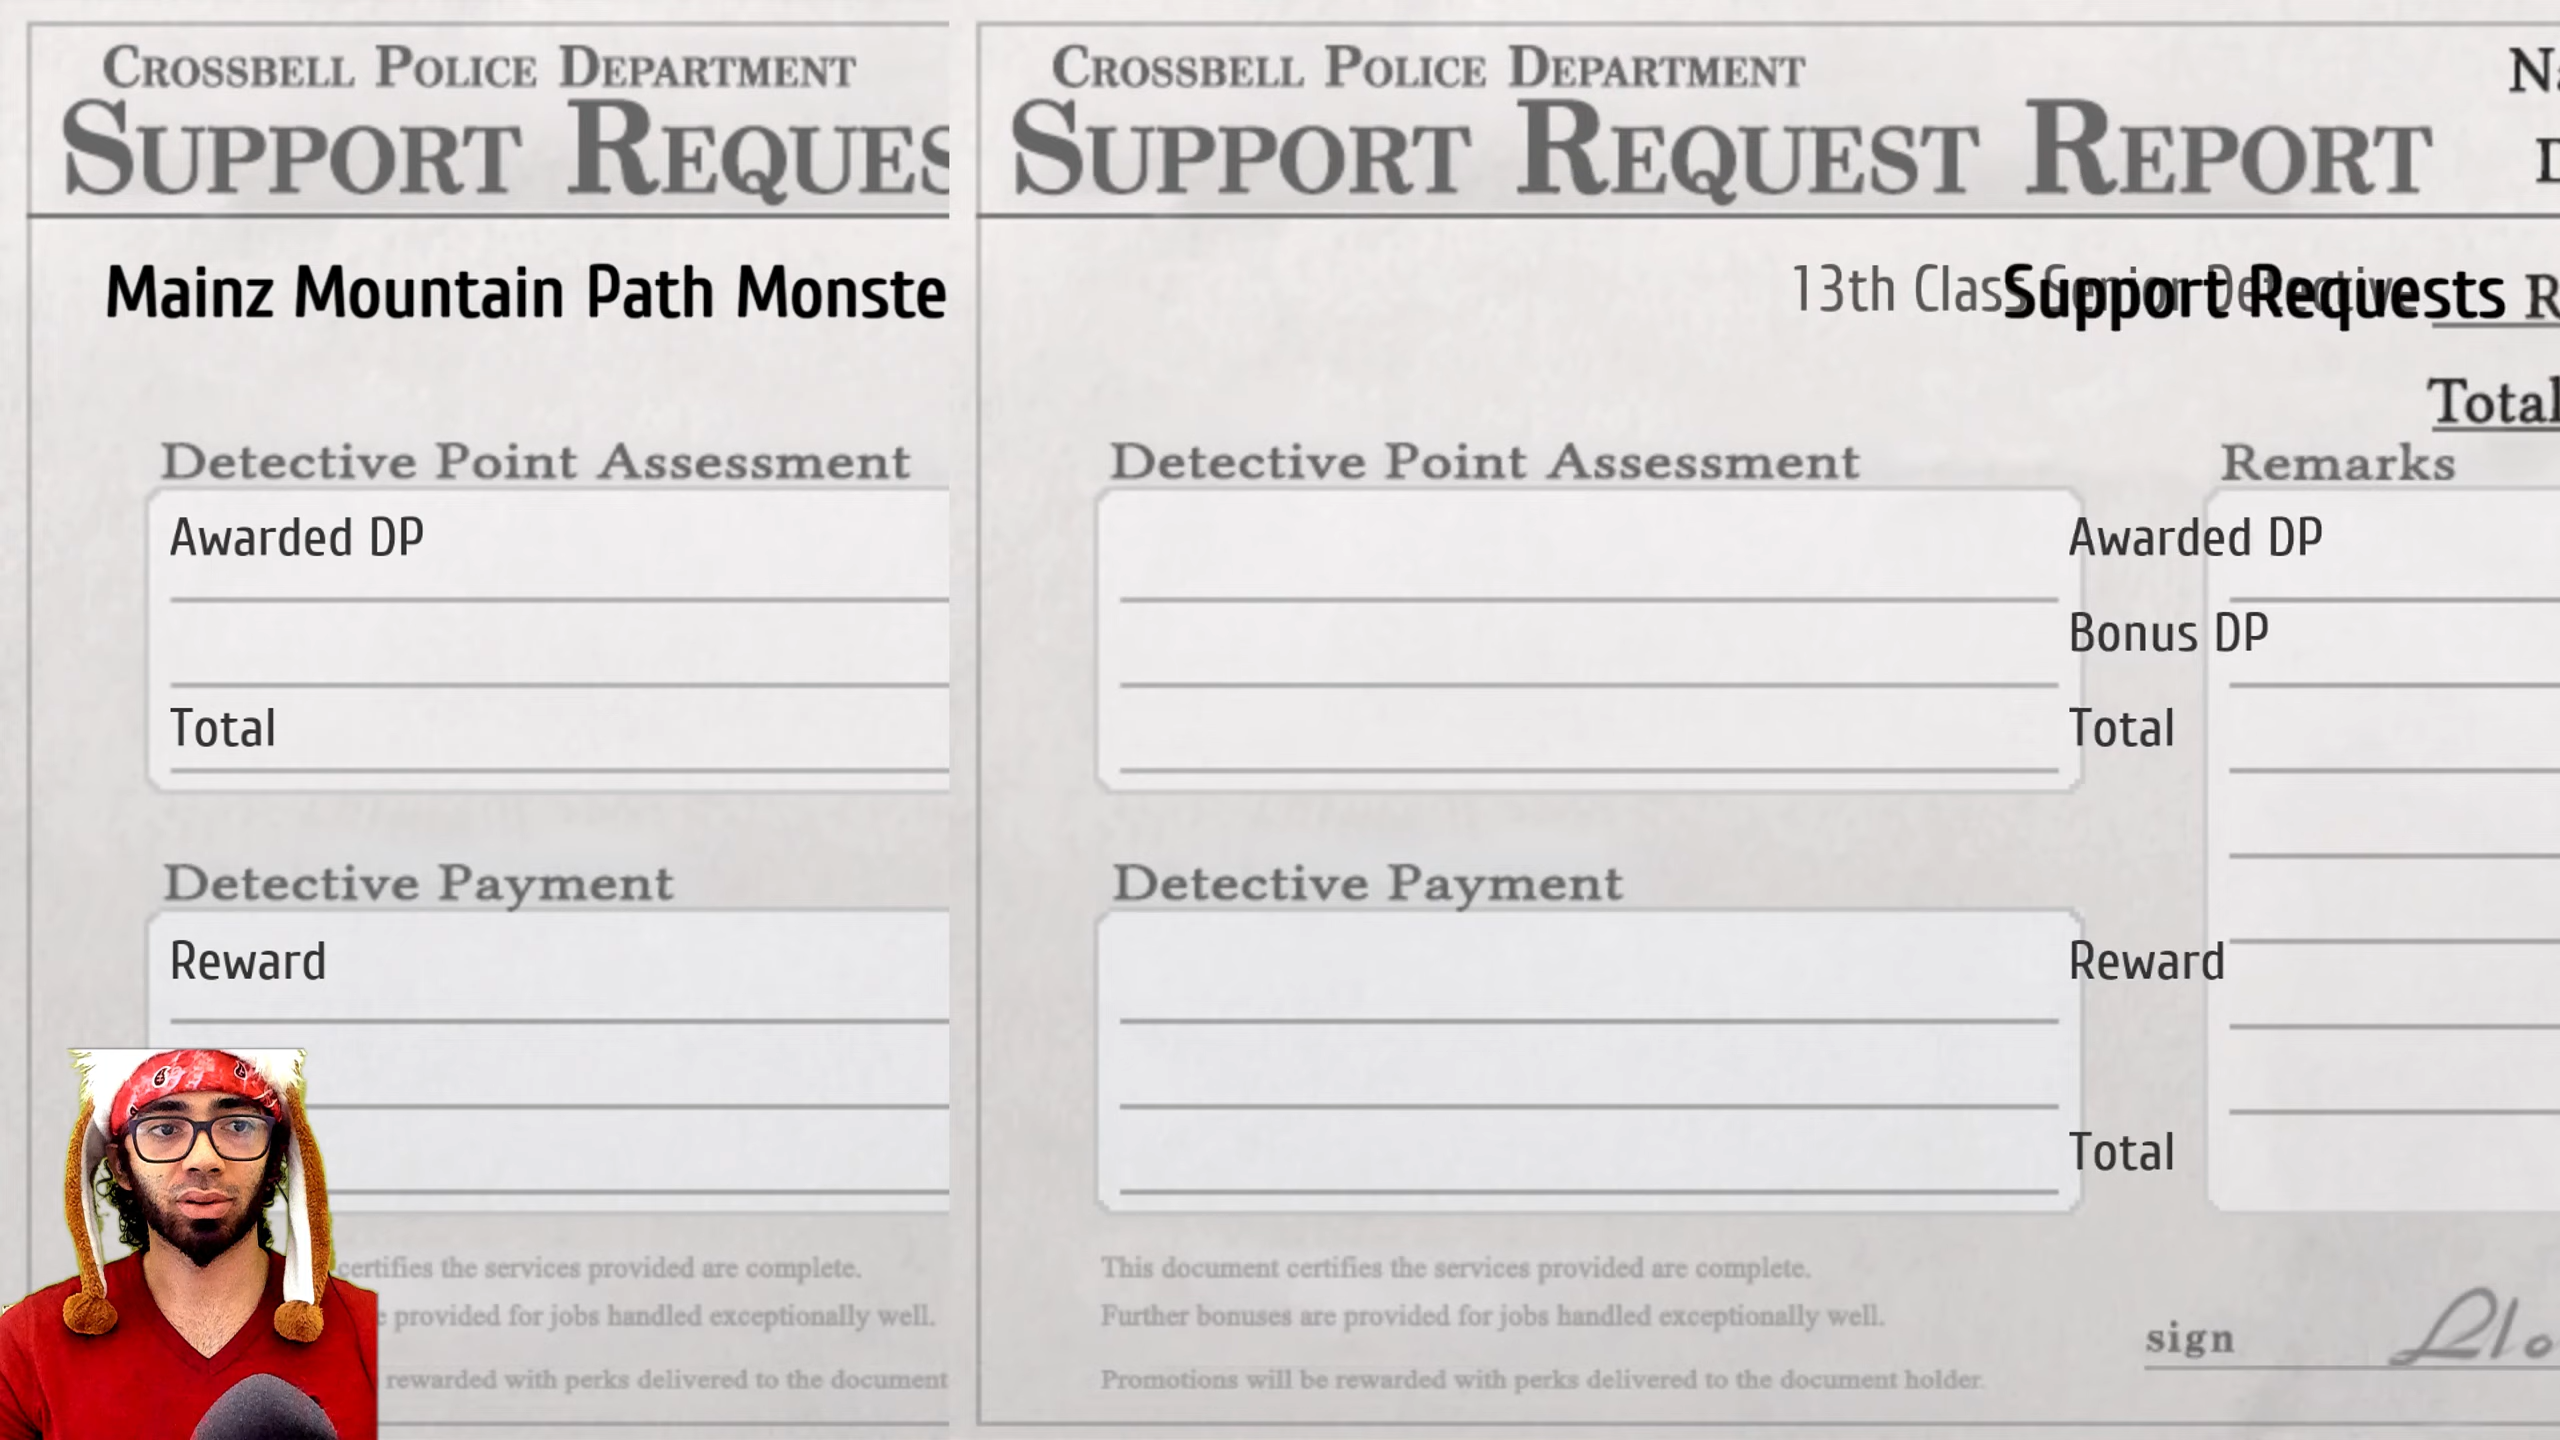 CROSSBELL POLICE DEPARTMENT
SUPPORT REQUES
Mainz Mountain Path Monste
Detective Point Assessment
Awarded DP
Total
Detective Payment
Reward
certifies the services provided are complete.
provided for jobs handled exceptionally well.
rewarded with perks delivered to the document
CROSSBELL POLICE DEPARTMENT
SUPPORT REQUEST REPORT
13th Class Senior Detective
Support Requests
Total
Detective Point Assessment
Remarks
Awarded DP
Bonus DP
Total
Detective Payment
Reward
Total
This document certifies the services provided are complete.
Further bonuses are provided for jobs handled exceptionally well.
sign
Promotions will be rewarded with perks delivered to the document holder.